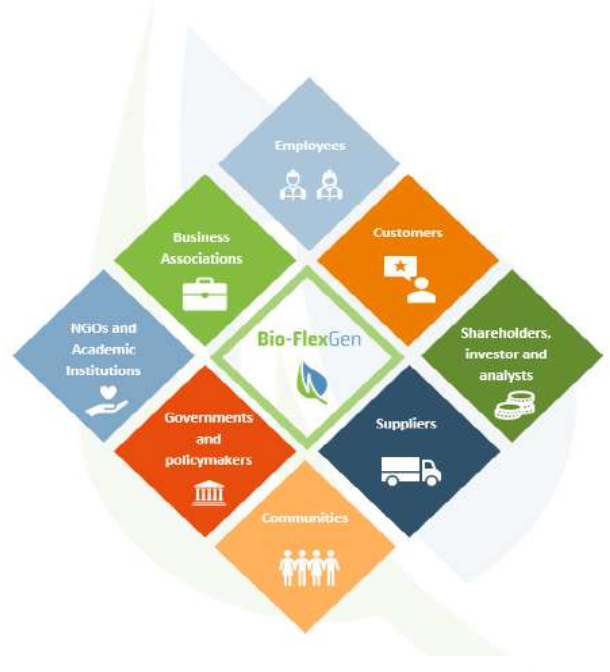 Employees
Business
Associations
Customers
NGOs and
Academic
Institutions
Bio-FlexGen
Shareholders,
investor and
analysts
Governments
and
policymakers
Suppliers
Communities